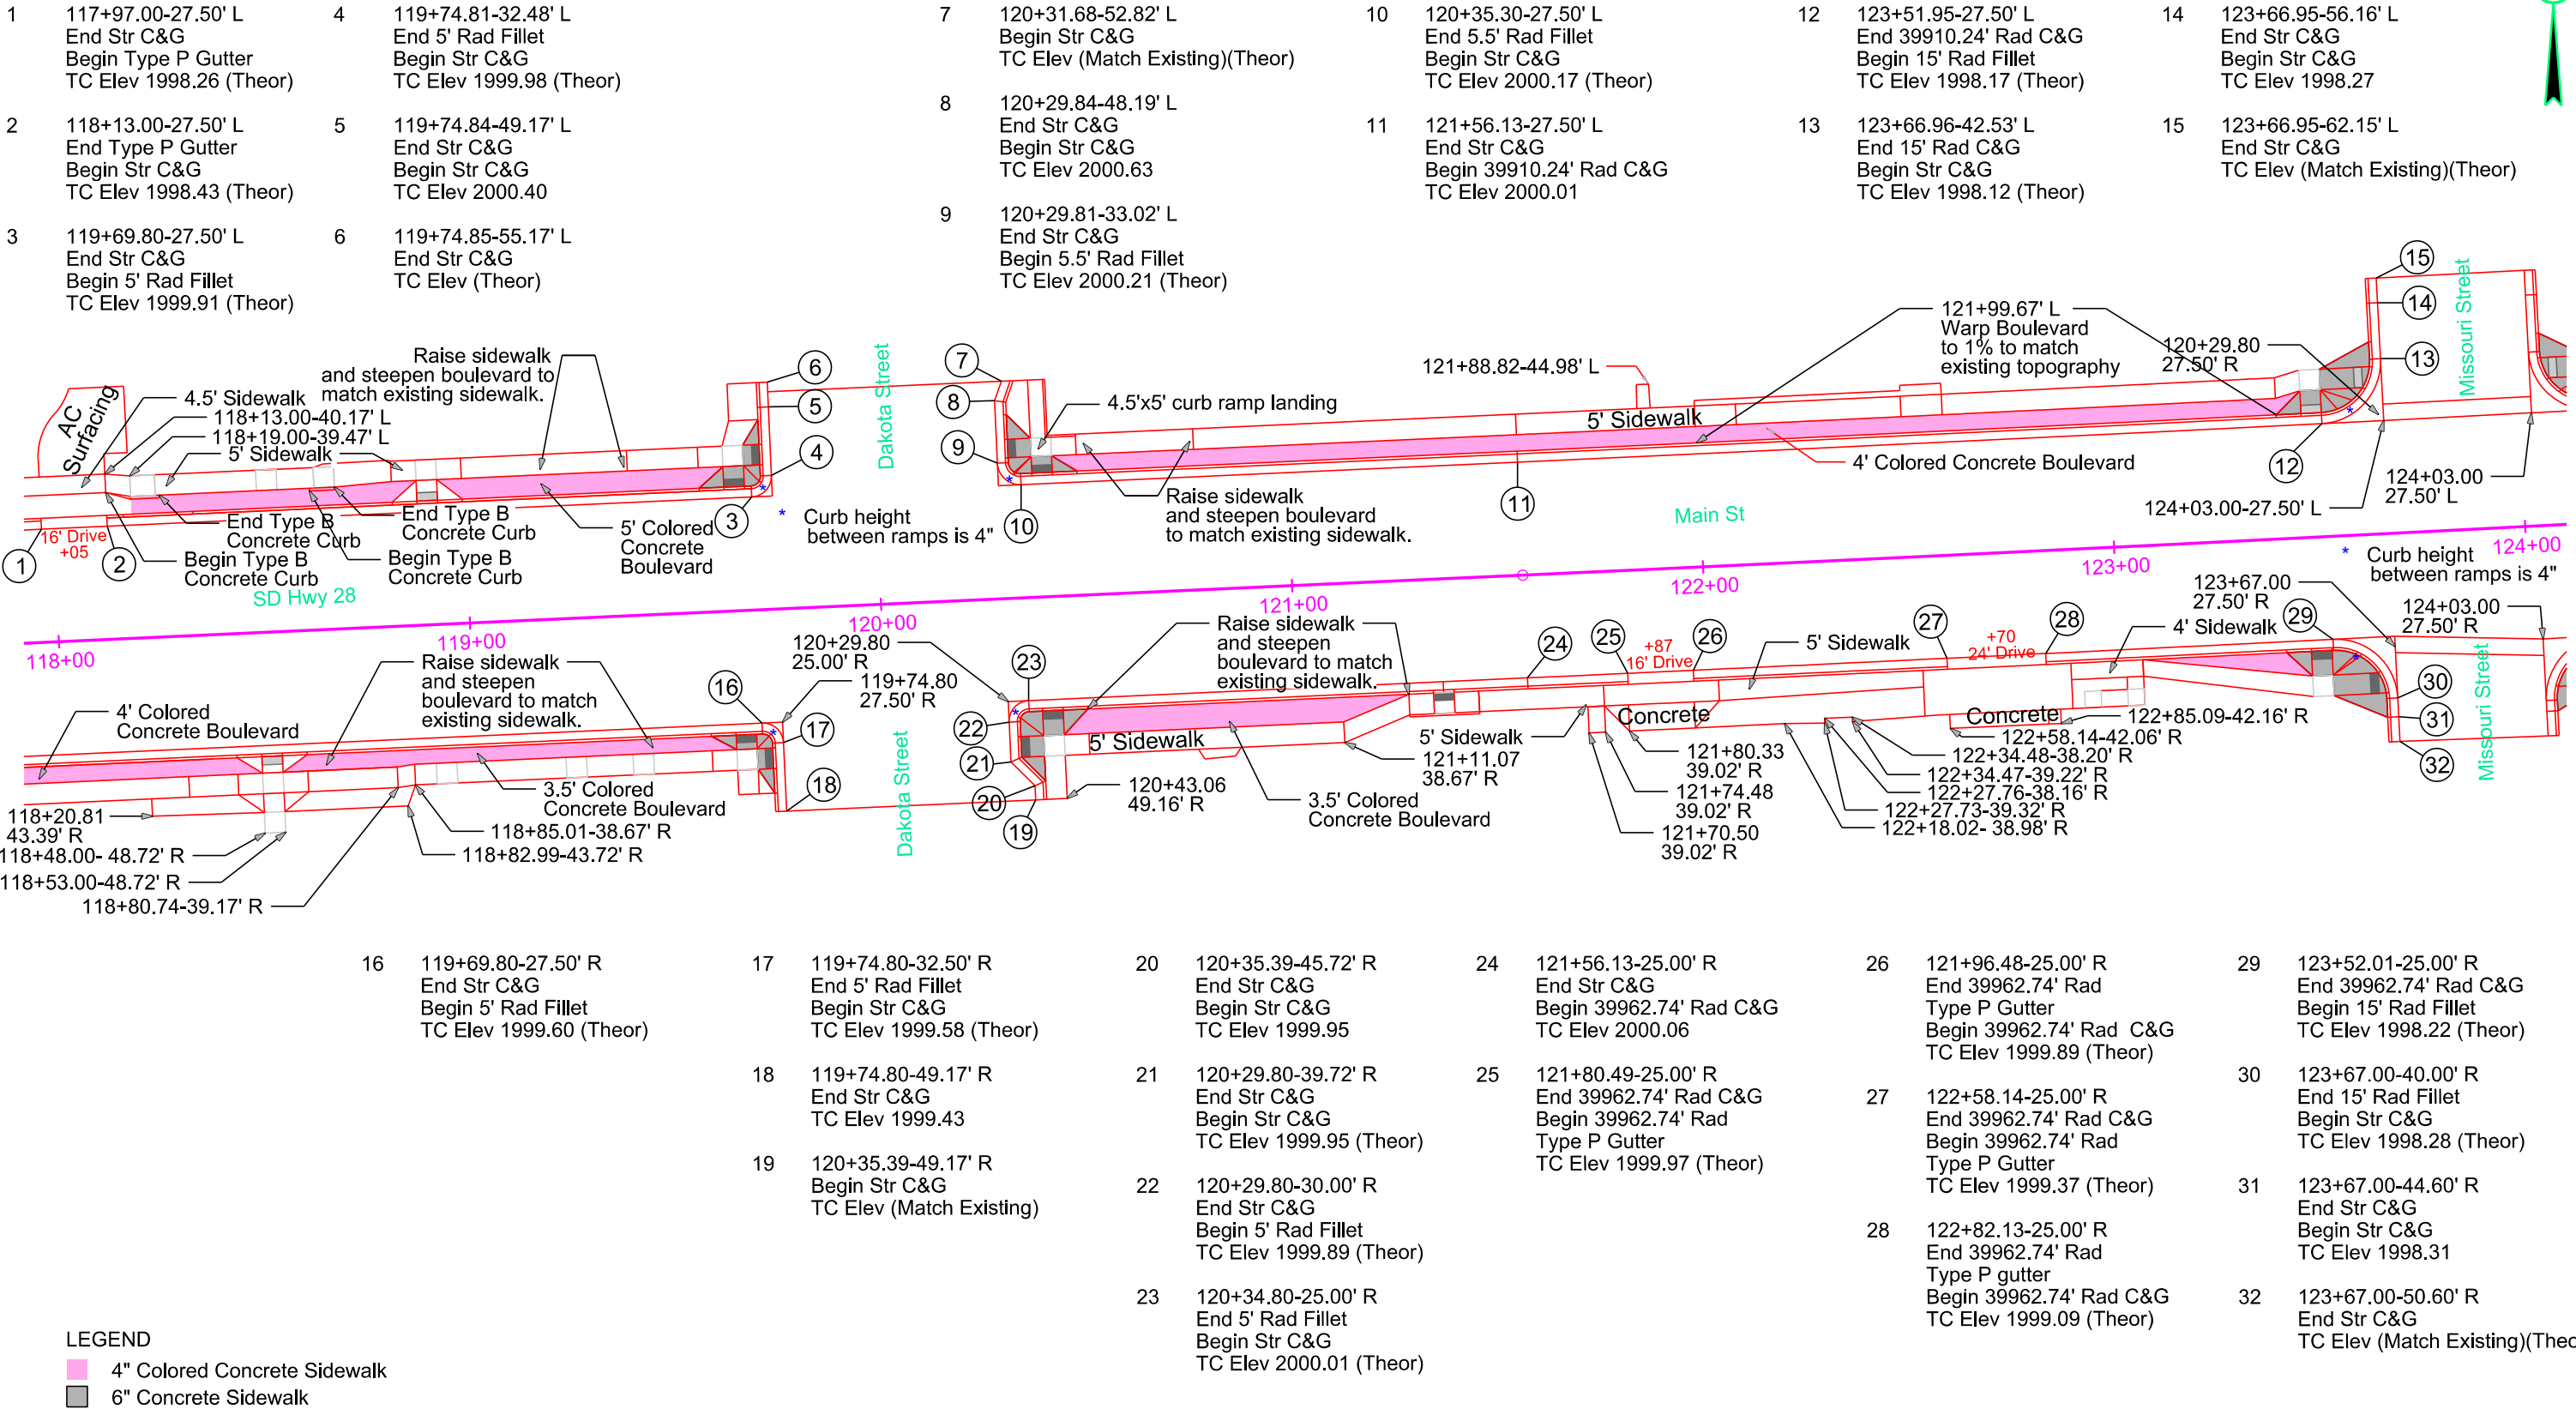 1
117+97.00-27.50' L
End Str C&G
Begin Type P Gutter
TC Elev 1998.26 (Theor)
2
118+13.00-27.50' L
End Type P Gutter
Begin Str C&G
TC Elev 1998.43 (Theor)
3
119+69.80-27.50' L
End Str C&G
Begin 5' Rad Fillet
TC Elev 1999.91 (Theor)
4
119+74.81-32.48' L
End 5' Rad Fillet
Begin Str C&G
TC Elev 1999.98 (Theor)
5
119+74.84-49.17' L
End Str C&G
Begin Str C&G
TC Elev 2000.40
6
119+74.85-55.17' L
End Str C&G
TC Elev (Theor)
7
120+31.68-52.82' L
Begin Str C&G
TC Elev (Match Existing)(Theor)
8
120+29.84-48.19' L
End Str C&G
Begin Str C&G
TC Elev 2000.63
9
120+29.81-33.02' L
End Str C&G
Begin 5.5' Rad Fillet
TC Elev 2000.21 (Theor)
10
120+35.30-27.50' L
End 5.5' Rad Fillet
Begin Str C&G
TC Elev 2000.17 (Theor)
11
121+56.13-27.50' L
End Str C&G
Begin 39910.24' Rad C&G
TC Elev 2000.01
12
123+51.95-27.50' L
End 39910.24' Rad C&G
Begin 15' Rad Fillet
TC Elev 1998.17 (Theor)
13
123+66.96-42.53' L
End 15' Rad C&G
Begin Str C&G
TC Elev 1998.12 (Theor)
14
123+66.95-56.16' L
End Str C&G
Begin Str C&G
TC Elev 1998.27
15
123+66.95-62.15' L
End Str C&G
TC Elev (Match Existing)(Theor)
AC
Surfacing
4.5' Sidewalk
118+13.00-40.17' L
118+19.00-39.47' L
5' Sidewalk
Raise sidewalk
and steepen boulevard to
match existing sidewalk.
End Type B
Concrete Curb
Begin Type B
Concrete Curb
End Type B
Concrete Curb
Begin Type B
Concrete Curb
16' Drive
+05
1
2
3
4
5
6
5' Colored
Concrete
Boulevard
* Curb height
between ramps is 4"
Dakota Street
7
8
9
10
4.5'x5' curb ramp landing
Raise sidewalk
and steepen boulevard
to match existing sidewalk.
121+88.82-44.98' L
5' Sidewalk
11
121+99.67' L
Warp Boulevard
to 1% to match
existing topography
4' Colored Concrete Boulevard
120+29.80
27.50' R
*
12
13
14
15
Missouri Street
124+03.00-27.50' L
124+03.00
27.50' L
Main St
SD Hwy 28
118+00
119+00
120+00
121+00
122+00
123+00
124+00
* Curb height
between ramps is 4"
4' Colored
Concrete Boulevard
Raise sidewalk
and steepen
boulevard to match
existing sidewalk.
3.5' Colored
Concrete Boulevard
118+20.81
43.39' R
118+48.00- 48.72' R
118+53.00-48.72' R
118+80.74-39.17' R
118+85.01-38.67' R
118+82.99-43.72' R
16
17
18
*
120+29.80
25.00' R
119+74.80
27.50' R
Dakota Street
23
22
21
20
19
*
5' Sidewalk
120+43.06
49.16' R
Raise sidewalk
and steepen
boulevard to match
existing sidewalk.
3.5' Colored
Concrete Boulevard
121+11.07
38.67' R
5' Sidewalk
24
25
+87
16' Drive
26
5' Sidewalk
27
+70
24' Drive
28
4' Sidewalk
29
Concrete
Concrete
121+80.33
39.02' R
121+74.48
39.02' R
121+70.50
39.02' R
122+85.09-42.16' R
122+58.14-42.06' R
122+34.48-38.20' R
122+34.47-39.22' R
122+27.76-38.16' R
122+27.73-39.32' R
122+18.02- 38.98' R
123+67.00
27.50' R
124+03.00
27.50' R
*
30
31
32
Missouri Street
16
119+69.80-27.50' R
End Str C&G
Begin 5' Rad Fillet
TC Elev 1999.60 (Theor)
17
119+74.80-32.50' R
End 5' Rad Fillet
Begin Str C&G
TC Elev 1999.58 (Theor)
18
119+74.80-49.17' R
End Str C&G
TC Elev 1999.43
19
120+35.39-49.17' R
Begin Str C&G
TC Elev (Match Existing)
20
120+35.39-45.72' R
End Str C&G
Begin Str C&G
TC Elev 1999.95
21
120+29.80-39.72' R
End Str C&G
Begin Str C&G
TC Elev 1999.95 (Theor)
22
120+29.80-30.00' R
End Str C&G
Begin 5' Rad Fillet
TC Elev 1999.89 (Theor)
23
120+34.80-25.00' R
End 5' Rad Fillet
Begin Str C&G
TC Elev 2000.01 (Theor)
24
121+56.13-25.00' R
End Str C&G
Begin 39962.74' Rad C&G
TC Elev 2000.06
25
121+80.49-25.00' R
End 39962.74' Rad C&G
Begin 39962.74' Rad
Type P Gutter
TC Elev 1999.97 (Theor)
26
121+96.48-25.00' R
End 39962.74' Rad
Type P Gutter
Begin 39962.74' Rad C&G
TC Elev 1999.89 (Theor)
27
122+58.14-25.00' R
End 39962.74' Rad C&G
Begin 39962.74' Rad
Type P Gutter
TC Elev 1999.37 (Theor)
28
122+82.13-25.00' R
End 39962.74' Rad
Type P gutter
Begin 39962.74' Rad C&G
TC Elev 1999.09 (Theor)
29
123+52.01-25.00' R
End 39962.74' Rad C&G
Begin 15' Rad Fillet
TC Elev 1998.22 (Theor)
30
123+67.00-40.00' R
End 15' Rad Fillet
Begin Str C&G
TC Elev 1998.28 (Theor)
31
123+67.00-44.60' R
End Str C&G
Begin Str C&G
TC Elev 1998.31
32
123+67.00-50.60' R
End Str C&G
TC Elev (Match Existing)(Theo
LEGEND
4" Colored Concrete Sidewalk
6" Concrete Sidewalk